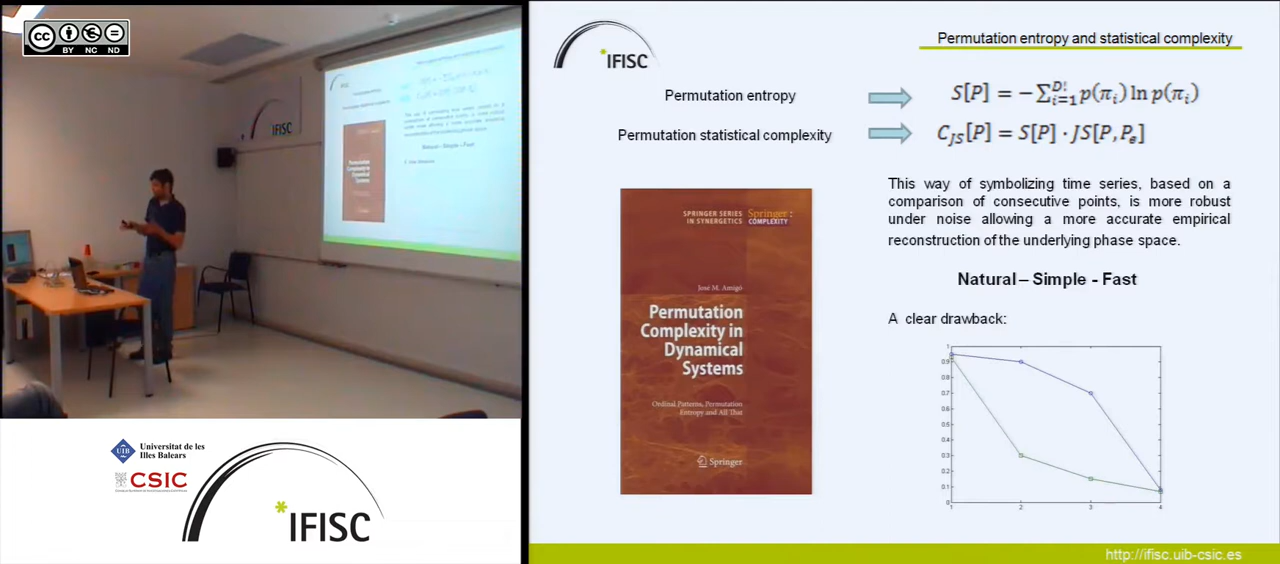 cc
BY NC ND
Universitat de les
Illes Balears
UIB
CSIC
*IFISC
*IFISC
Permutation entropy and statistical complexity
Permutation entropy
S[P] = −∑_{i=1}^{D!} p(π_i) ln p(π_i)
Permutation statistical complexity
C_{JS}[P] = S[P] · JS[P, P_e]
SPRINGER SERIES
IN SYNERGETICS
Springer:
COMPLEXITY
José M. Amigó
Permutation
Complexity in
Dynamical
Systems
Ordinal Patterns, Permutation
Entropy and All That
Springer
This way of symbolizing time series, based on a
comparison of consecutive points, is more robust
under noise allowing a more accurate empirical
reconstruction of the underlying phase space.
Natural – Simple - Fast
A clear drawback:
1
0.9
0.8
0.7
0.6
0.5
0.4
0.3
0.2
0.1
0
1 2 3 4
http://ifisc.uib-csic.es